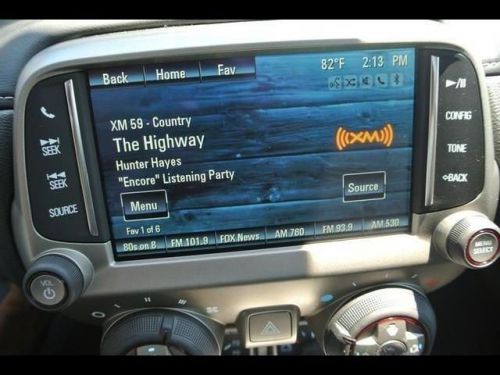 Back Home Fav 82°F 2:13 PM
XM 59 - Country
The Highway
Hunter Hayes
"Encore" Listening Party
((XM))
Menu Source
Fav 1 of 6
80s on 8 FM 101.9 FOX News AM 760 FM 93.9 AM 530
SEEK
SEEK
SOURCE
CONFIG
TONE
BACK
VOL
MENU
SELECT